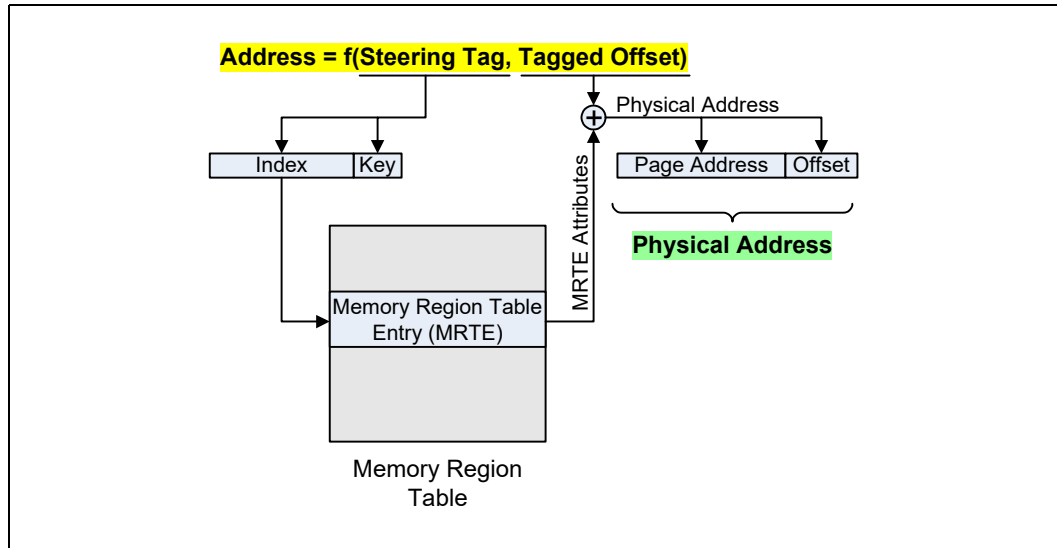 Address = f(Steering Tag, Tagged Offset)
Physical Address
Index
Key
Page Address
Offset
MRTE Attributes
Physical Address
Memory Region Table
Entry (MRTE)
Memory Region
Table